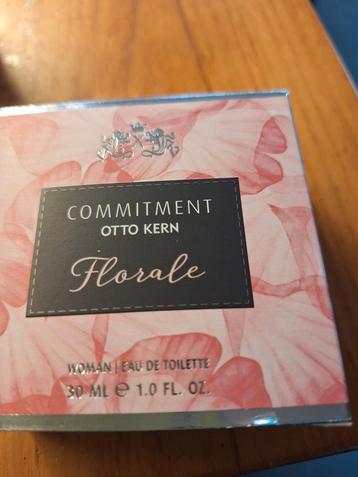 COMMITMENT
OTTO KERN
Florale
WOMAN | EAU DE TOILETTE
30 ML ℮ 1.0 FL. OZ.